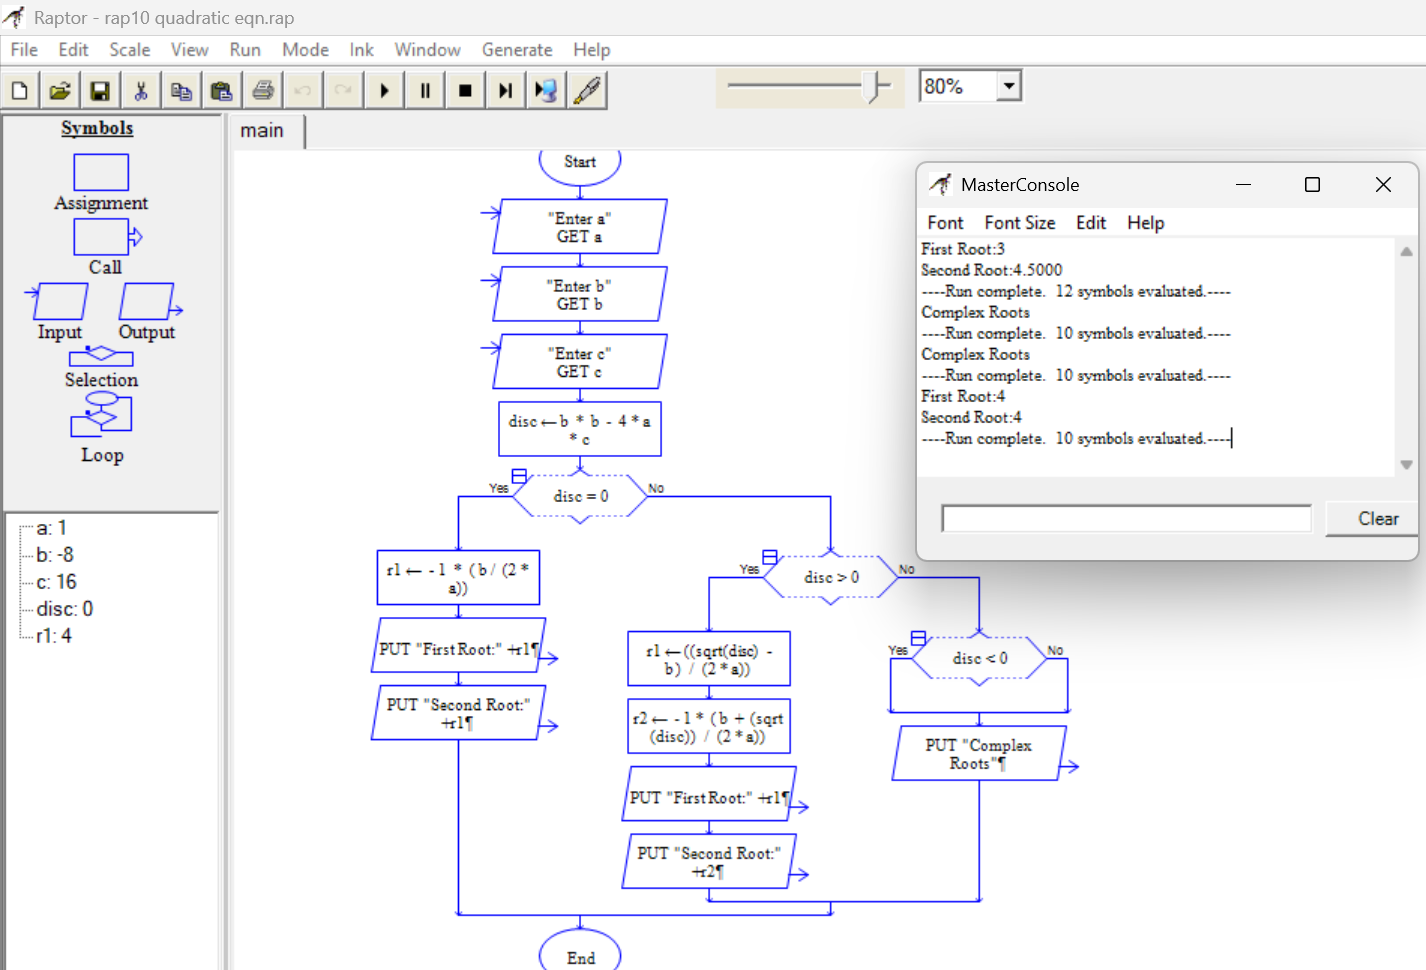 Raptor - rap10 quadratic eqn.rap
File Edit Scale View Run Mode Ink Window Generate Help
80%
Symbols
Assignment
Call
Input Output
Selection
Loop
a: 1
b: -8
c: 16
disc: 0
r1: 4
main
Start
"Enter a"
GET a
"Enter b"
GET b
"Enter c"
GET c
disc ← b * b - 4 * a
* c
Yes
disc = 0
No
r1 ← - 1 * ( b / (2 *
a))
PUT "First Root:" +r1¶
PUT "Second Root:"
+r1¶
Yes
disc > 0
No
r1 ← ((sqrt(disc) -
b) / (2 * a))
r2 ← - 1 * ( b + (sqrt
(disc)) / (2 * a))
PUT "First Root:" +r1¶
PUT "Second Root:"
+r2¶
Yes
disc < 0
No
PUT "Complex
Roots"¶
End
MasterConsole
Font Font Size Edit Help
First Root:3
Second Root:4.5000
----Run complete. 12 symbols evaluated.----
Complex Roots
----Run complete. 10 symbols evaluated.----
Complex Roots
----Run complete. 10 symbols evaluated.----
First Root:4
Second Root:4
----Run complete. 10 symbols evaluated.----
Clear